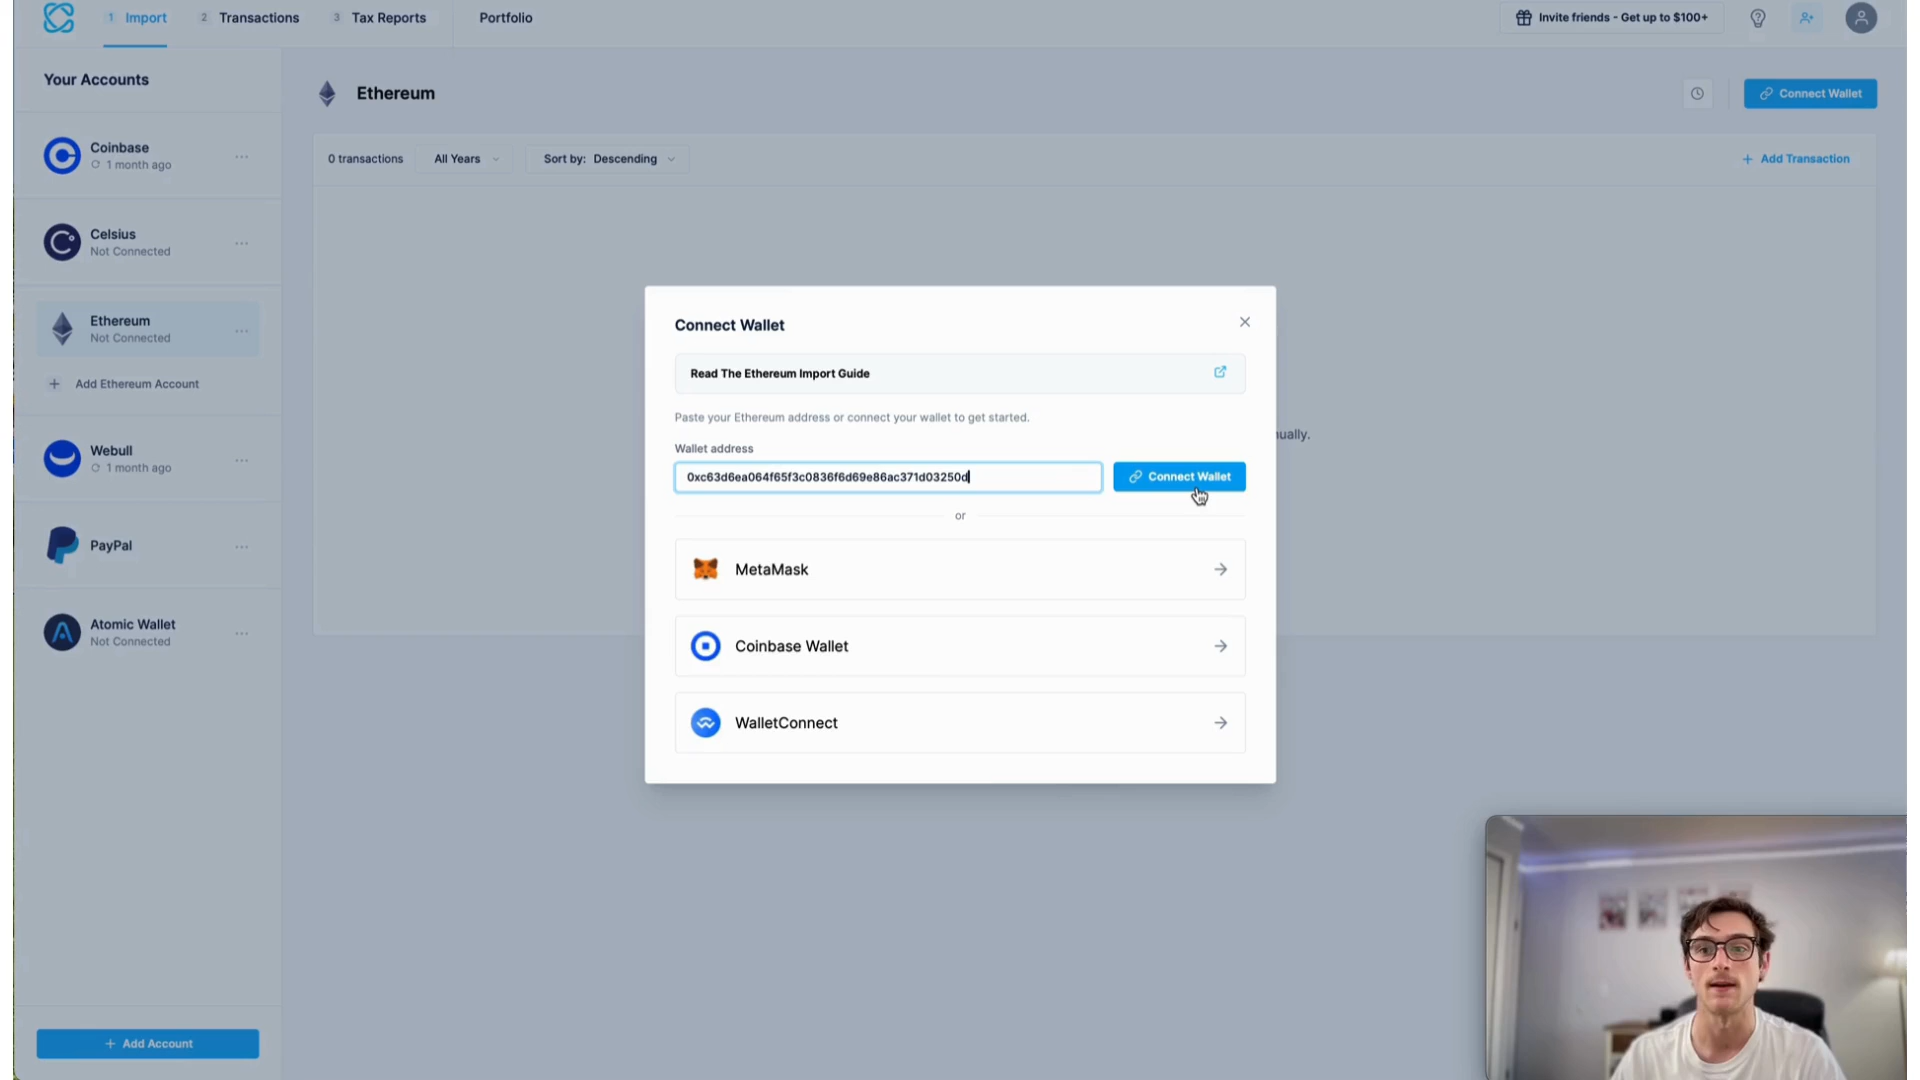 1 Import
2 Transactions
3 Tax Reports
Portfolio
Invite friends - Get up to $100+
Your Accounts
Ethereum
Connect Wallet
Coinbase
1 month ago
0 transactions
All Years
Sort by: Descending
+ Add Transaction
Celsius
Not Connected
Ethereum
Not Connected
+ Add Ethereum Account
Webull
1 month ago
PayPal
Atomic Wallet
Not Connected
+ Add Account
Connect Wallet
Read The Ethereum Import Guide
Paste your Ethereum address or connect your wallet to get started.
nually.
Wallet address
0xc63d6ea064f65f3c0836f6d69e86ac371d03250d
Connect Wallet
or
MetaMask
Coinbase Wallet
WalletConnect